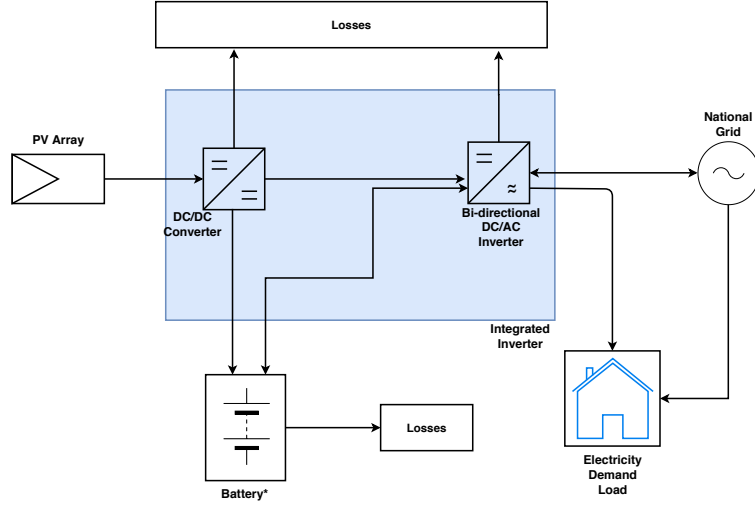 Losses
PV Array
National
Grid
DC/DC
Converter
Bi-directional
DC/AC
Inverter
Integrated
Inverter
Losses
Battery*
Electricity
Demand
Load